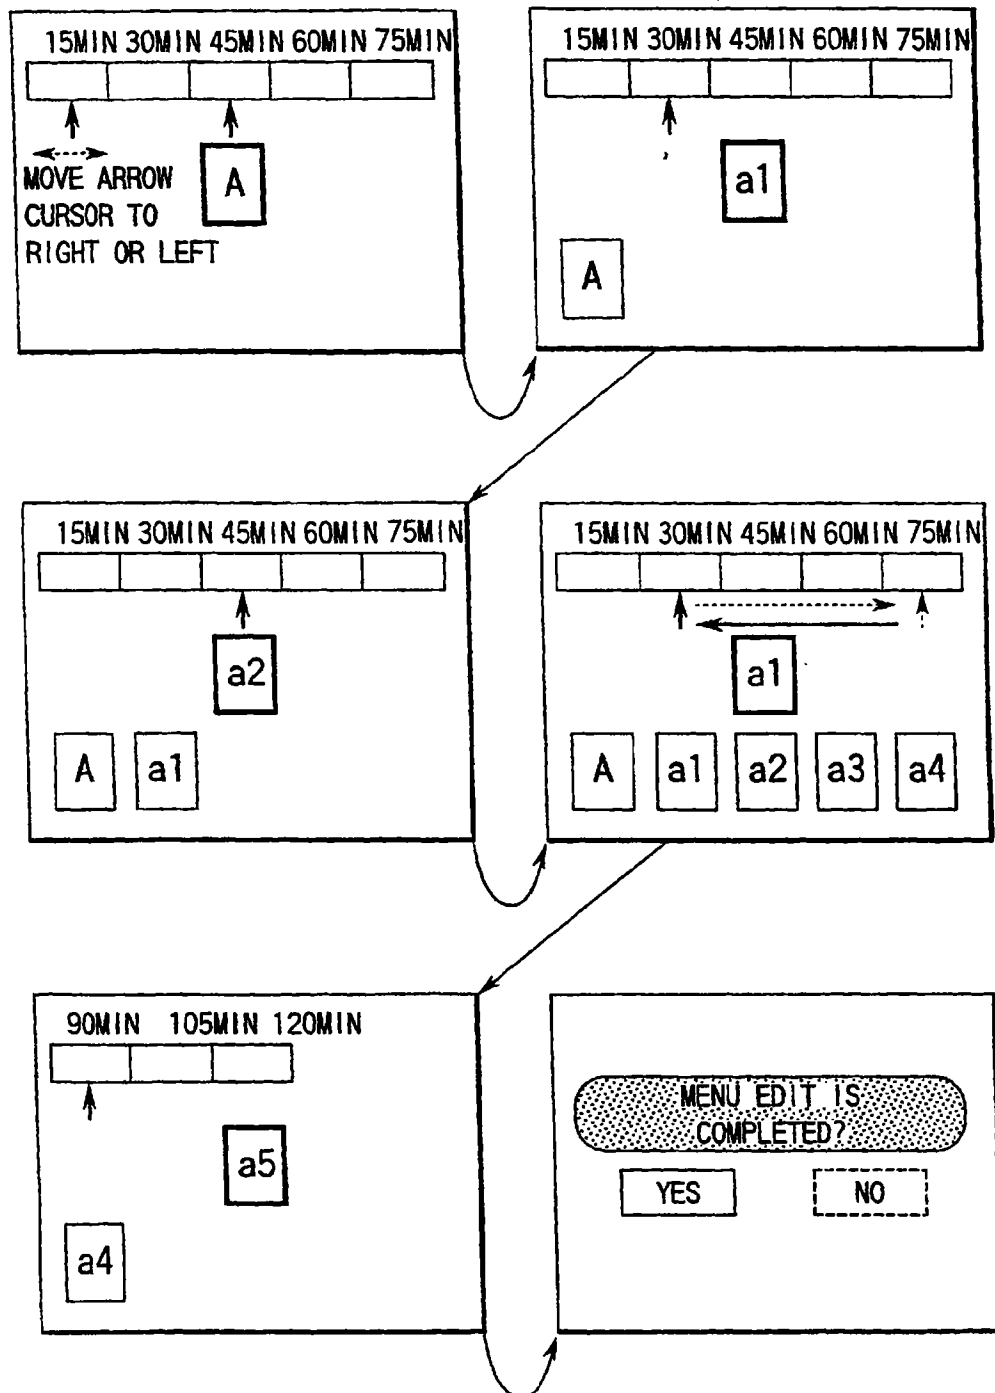 15MIN 30MIN 45MIN 60MIN 75MIN
MOVE ARROW
CURSOR TO
RIGHT OR LEFT
A
15MIN 30MIN 45MIN 60MIN 75MIN
a1
A
15MIN 30MIN 45MIN 60MIN 75MIN
a2
A a1
15MIN 30MIN 45MIN 60MIN 75MIN
a1
A a1 a2 a3 a4
90MIN 105MIN 120MIN
a5
a4
MENU EDIT IS
COMPLETED?
YES NO